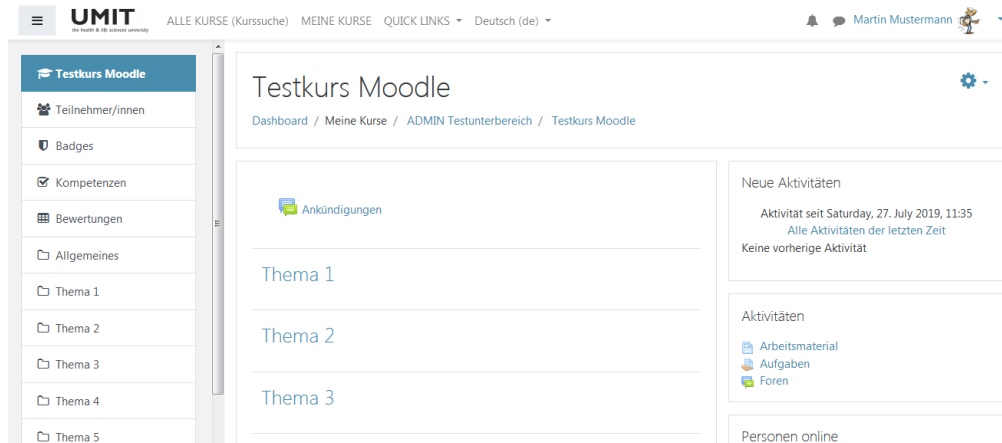 UMIT
the health & life sciences university
ALLE KURSE (Kurssuche) MEINE KURSE QUICK LINKS Deutsch (de)
Martin Mustermann
Testkurs Moodle
Teilnehmer/innen
Badges
Kompetenzen
Bewertungen
Allgemeines
Thema 1
Thema 2
Thema 3
Thema 4
Thema 5
Testkurs Moodle
Dashboard / Meine Kurse / ADMIN Testunterbereich / Testkurs Moodle
Ankündigungen
Thema 1
Thema 2
Thema 3
Neue Aktivitäten
Aktivität seit Saturday, 27. July 2019, 11:35
Alle Aktivitäten der letzten Zeit
Keine vorherige Aktivität
Aktivitäten
Arbeitsmaterial
Aufgaben
Foren
Personen online